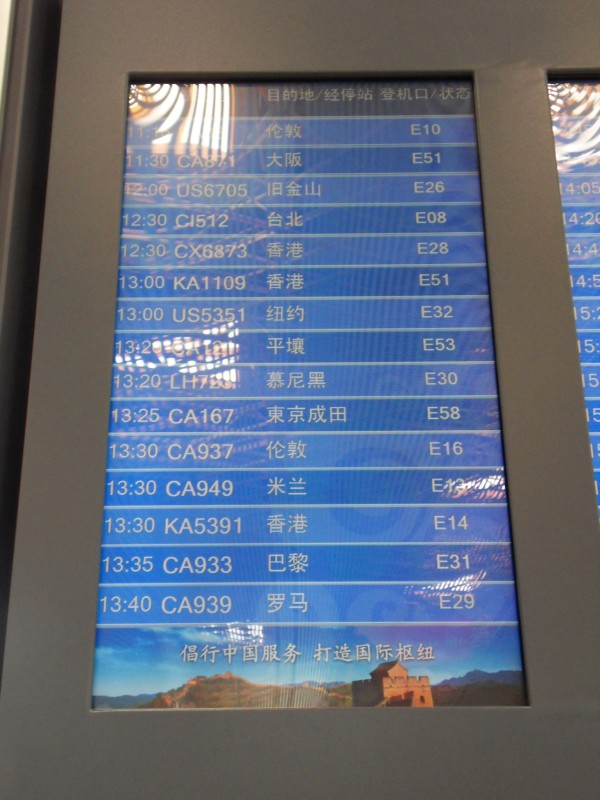 目的地/经停站 登机口/状态
伦敦 E10
11:30 大阪 E51
12:00 US6705 旧金山 E26
12:30 CI512 台北 E08
12:30 CX6873 香港 E28
13:00 KA1109 香港 E51
13:00 US5351 纽约 E32
13:20 平壤 E53
13:20 慕尼黑 E30
13:25 CA167 東京成田 E58
13:30 CA937 伦敦 E16
13:30 CA949 米兰
13:30 KA5391 香港 E14
13:35 CA933 巴黎 E31
13:40 CA939 罗马 E29
倡行中国服务 打造国际枢纽
14:05